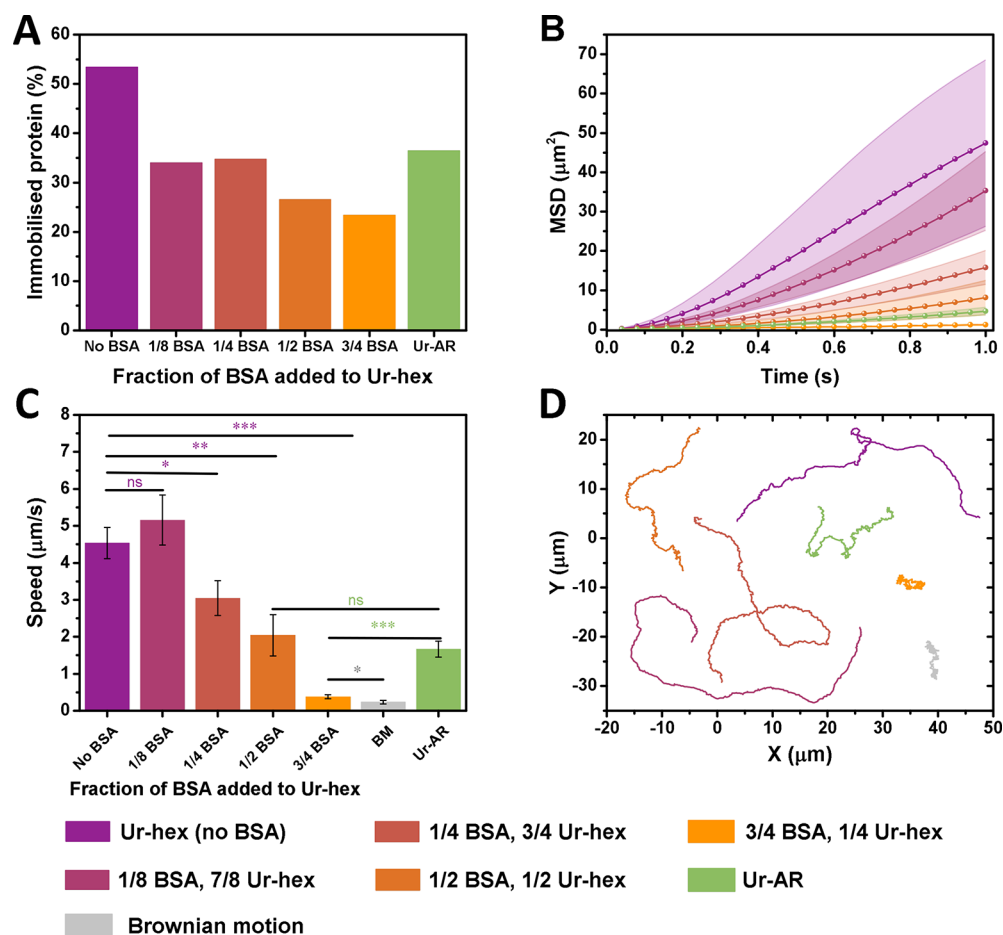 A
60
50
40
30
20
10
0
Immobilised protein (%)
No BSA 1/8 BSA 1/4 BSA 1/2 BSA 3/4 BSA Ur-AR
Fraction of BSA added to Ur-hex
B
70
60
50
40
30
20
10
0
MSD (μm²)
0.0 0.2 0.4 0.6 0.8 1.0
Time (s)
C
8
7
6
5
4
3
2
1
0
Speed (μm/s)
***
**
*
ns
ns
***
*
No BSA 1/8 BSA 1/4 BSA 1/2 BSA 3/4 BSA BM Ur-AR
Fraction of BSA added to Ur-hex
D
20
10
0
-10
-20
-30
Y (μm)
-20 -10 0 10 20 30 40 50
X (μm)
Ur-hex (no BSA)
1/4 BSA, 3/4 Ur-hex
3/4 BSA, 1/4 Ur-hex
1/8 BSA, 7/8 Ur-hex
1/2 BSA, 1/2 Ur-hex
Ur-AR
Brownian motion